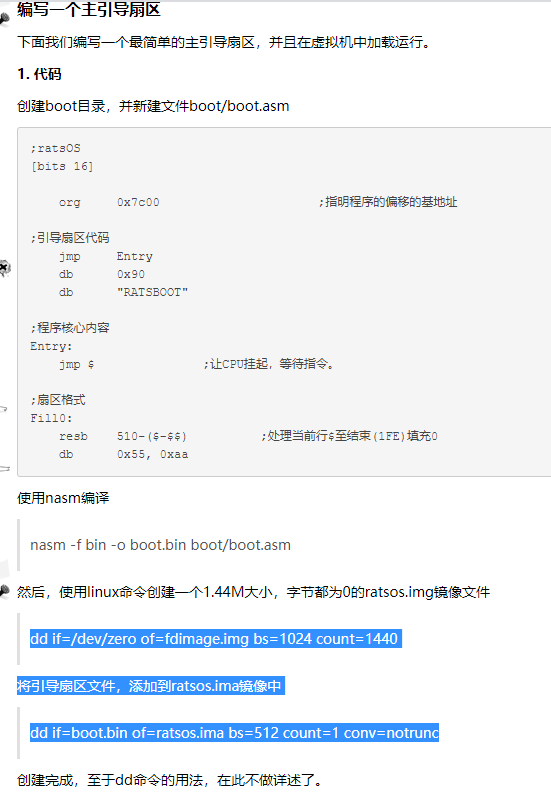 编写一个主引导扇区
下面我们编写一个最简单的主引导扇区，并且在虚拟机中加载运行。
1. 代码
创建boot目录，并新建文件boot/boot.asm
;ratsOS
[bits 16]
org 0x7c00 ;指明程序的偏移的基地址
;引导扇区代码
jmp Entry
db 0x90
db "RATSBOOT"
;程序核心内容
Entry:
jmp $ ;让CPU挂起，等待指令。
;扇区格式
Fill0:
resb 510-($-$$) ;处理当前行$至结束(1FE)填充0
db 0x55, 0xaa
使用nasm编译
nasm -f bin -o boot.bin boot/boot.asm
然后，使用linux命令创建一个1.44M大小，字节都为0的ratsos.img镜像文件
dd if=/dev/zero of=fdimage.img bs=1024 count=1440
将引导扇区文件，添加到ratsos.ima镜像中
dd if=boot.bin of=ratsos.ima bs=512 count=1 conv=notrunc
创建完成，至于dd命令的用法，在此不做详述了。